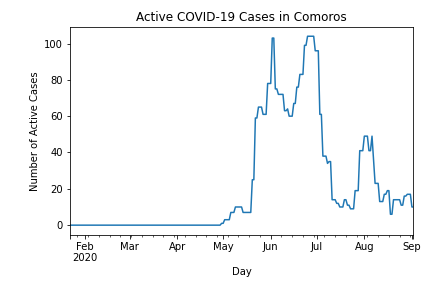 Active COVID-19 Cases in Comoros
Number of Active Cases
100
80
60
40
20
0
Feb Mar Apr May Jun Jul Aug Sep
2020
Day